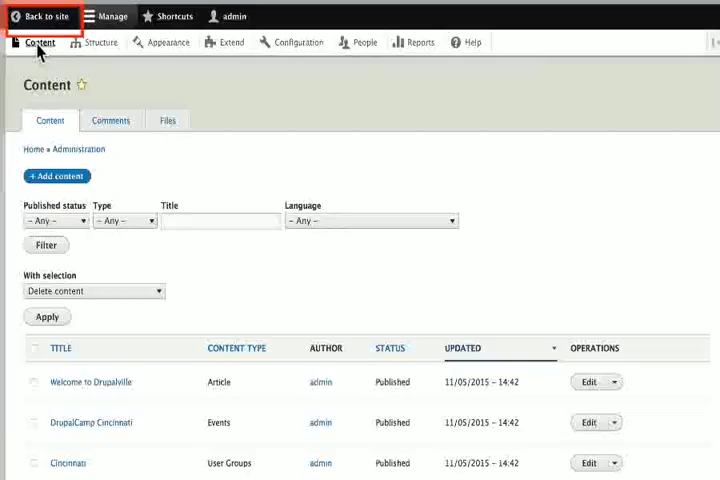 Back to site Manage Shortcuts admin
Content Structure Appearance Extend Configuration People Reports Help
Content
Content Comments Files
Home » Administration
+ Add content
Published status Type Title Language
- Any - - Any - - Any -
Filter
With selection
Delete content
Apply
TITLE CONTENT TYPE AUTHOR STATUS UPDATED OPERATIONS
Welcome to Drupalville Article admin Published 11/05/2015 - 14:42 Edit
DrupalCamp Cincinnati Events admin Published 11/05/2015 - 14:42 Edit
Cincinnati User Groups admin Published 11/05/2015 - 14:42 Edit